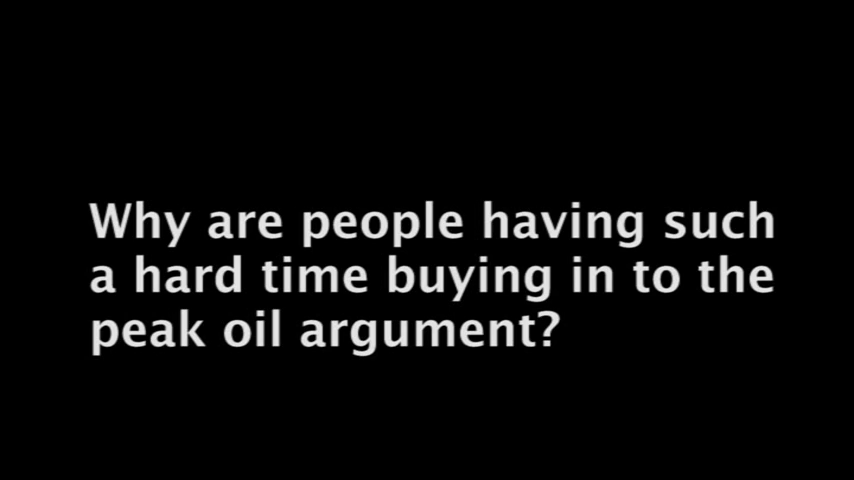 Why are people having such
a hard time buying in to the
peak oil argument?